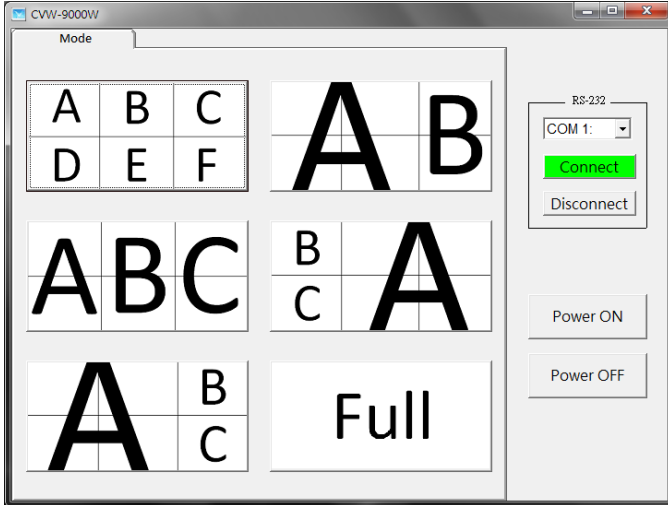 CVW-9000W
Mode
A B C
D E F
A B
ABC
B
C
A
A
B
C
Full
RS-232
COM 1:
Connect
Disconnect
Power ON
Power OFF